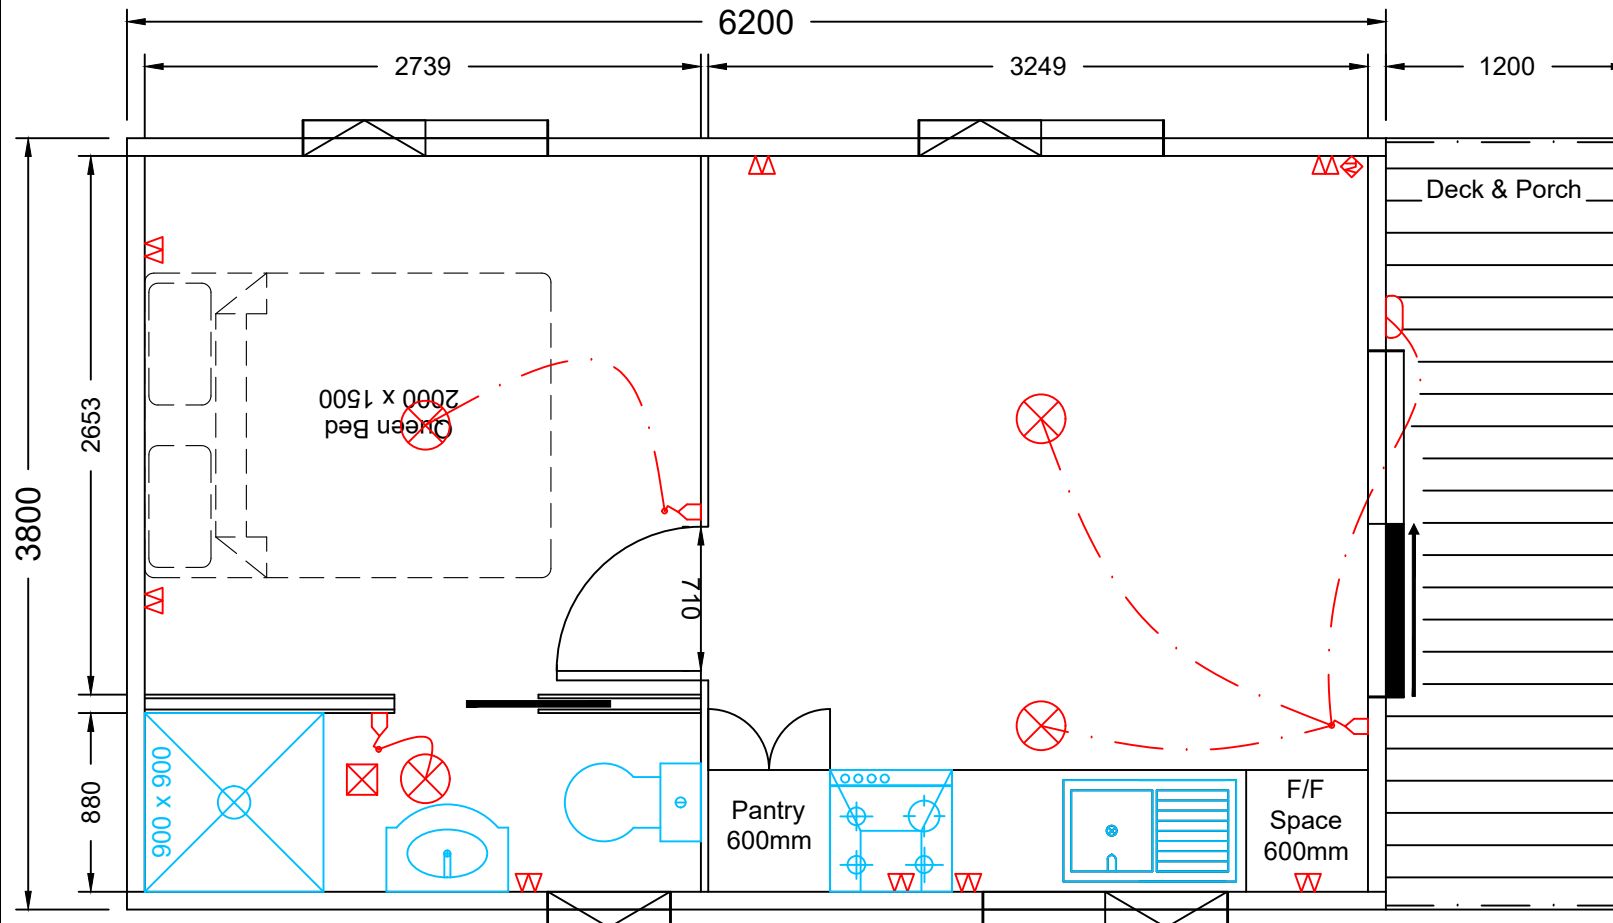 6200
2739
3249
1200
Deck & Porch
3800
2653
Queen Bed
2000 x 1500
710
880
900 x 900
Pantry
600mm
F/F
Space
600mm